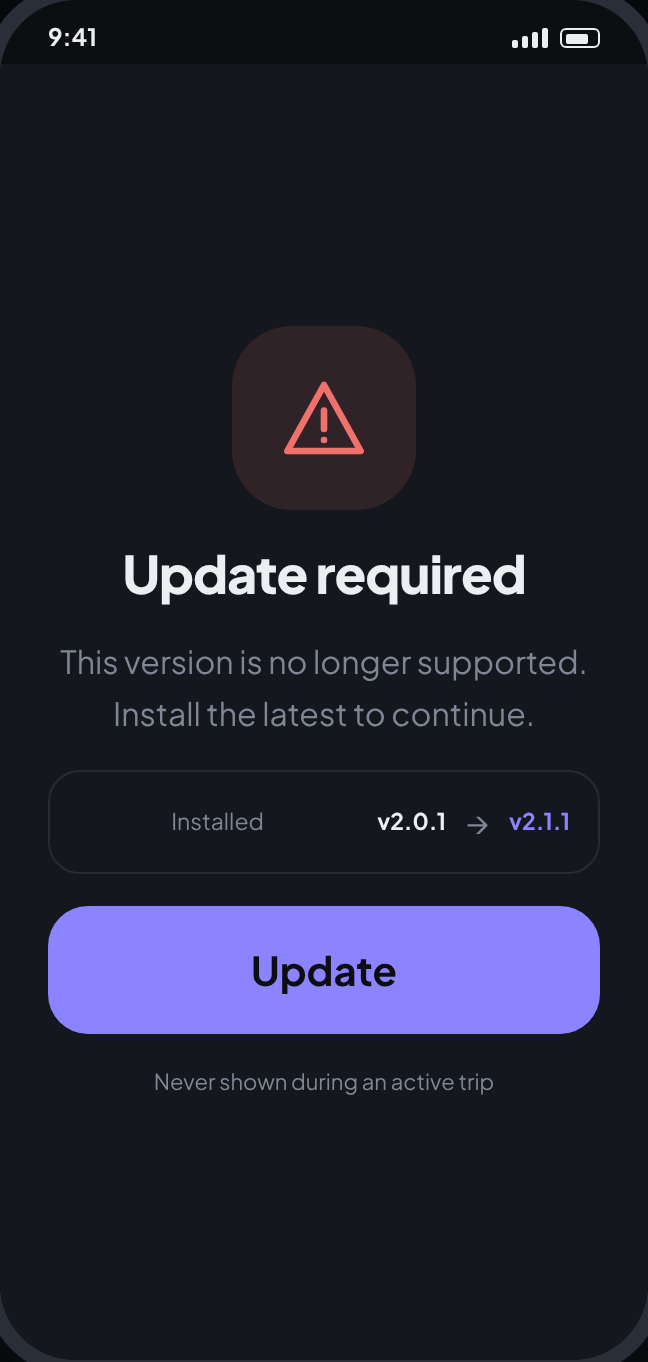 9:41
Update required
This version is no longer supported.
Install the latest to continue.
Installed v2.0.1 → v2.1.1
Update
Never shown during an active trip